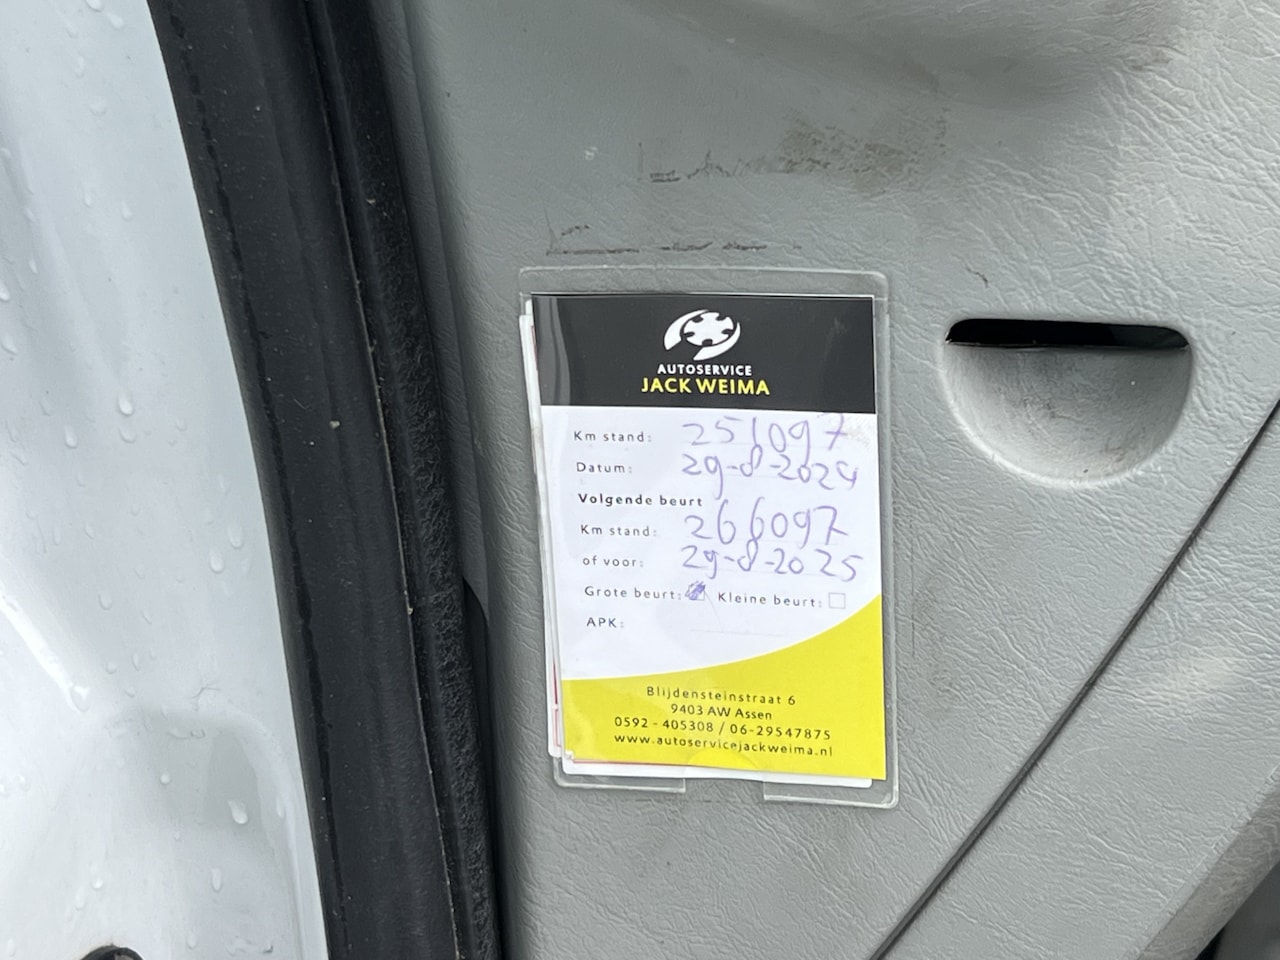 AUTOSERVICE
JACK WEIMA
Km stand: 251097
Datum: 29-8-2024
Volgende beurt
Km stand: 266097
of voor: 29-8-2025
Grote beurt: Kleine beurt:
APK:
Blijdensteinstraat 6
9403 AW Assen
0592 - 405308 / 06-29547875
www.autoservicejackweima.nl